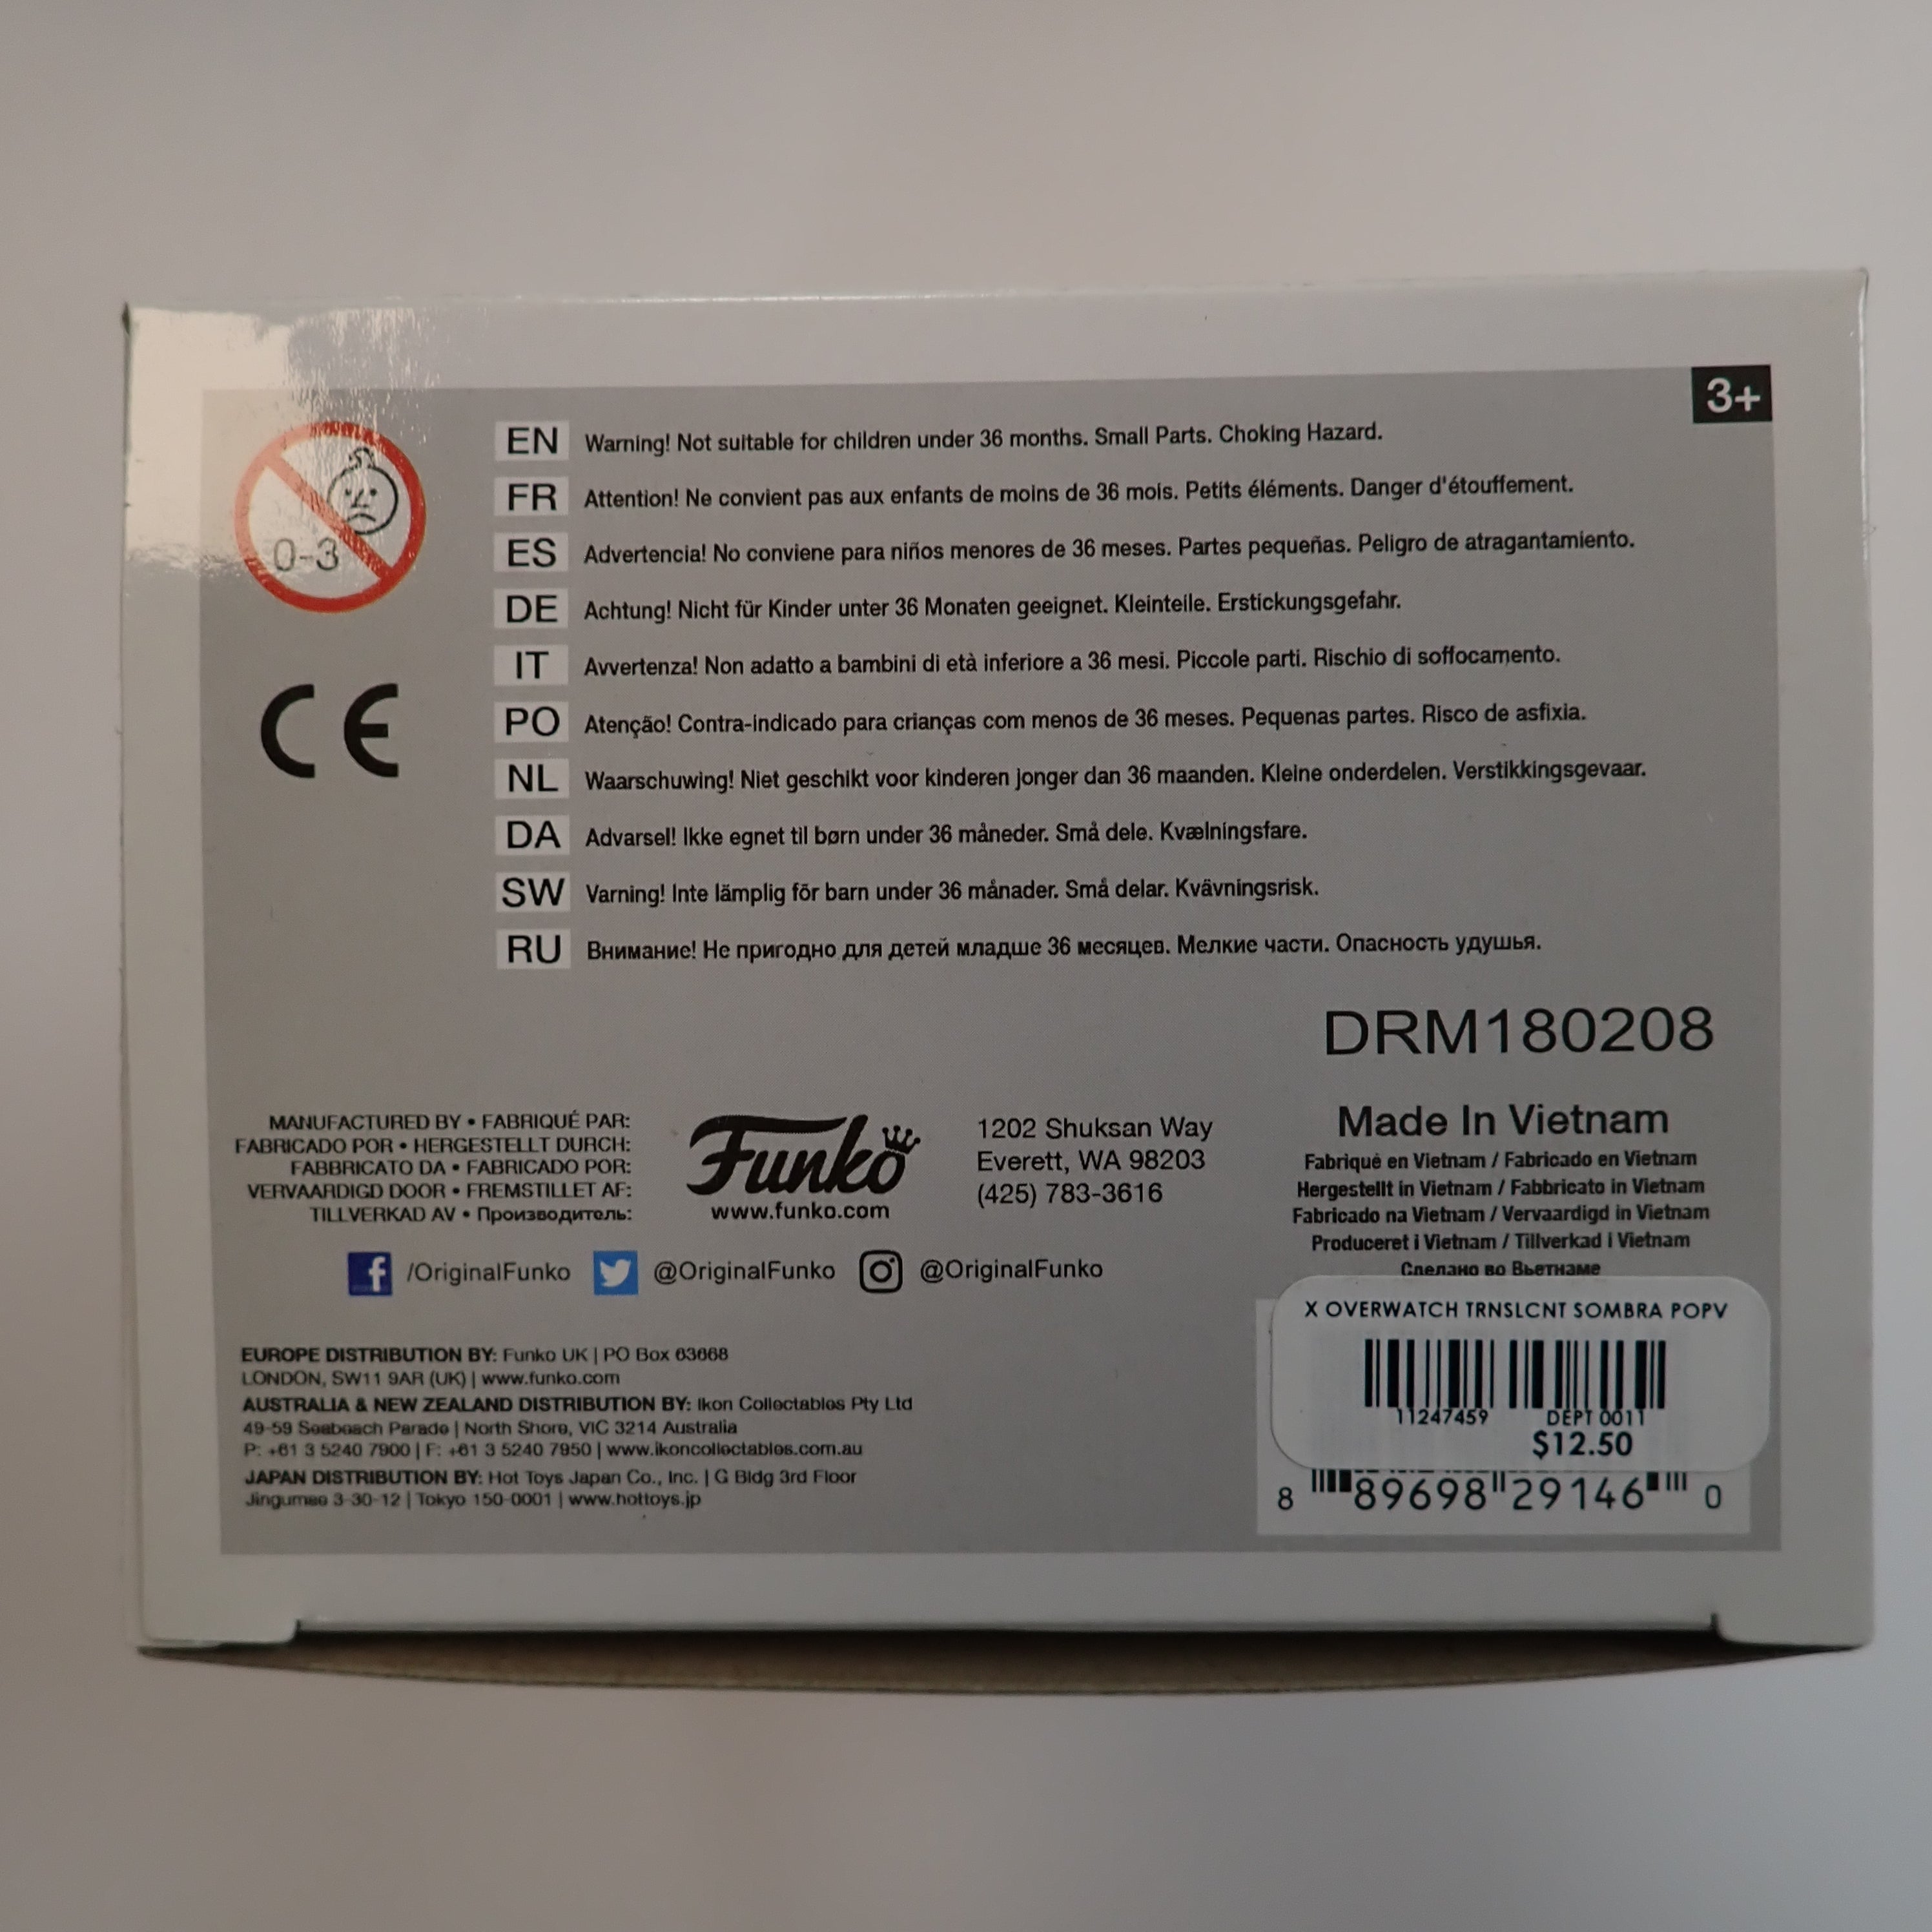 3+
0-3
CE
EN Warning! Not suitable for children under 36 months. Small Parts. Choking Hazard.
FR Attention! Ne convient pas aux enfants de moins de 36 mois. Petits éléments. Danger d'étouffement.
ES Advertencia! No conviene para niños menores de 36 meses. Partes pequeñas. Peligro de atragantamiento.
DE Achtung! Nicht für Kinder unter 36 Monaten geeignet. Kleinteile. Erstickungsgefahr.
IT Avvertenza! Non adatto a bambini di età inferiore a 36 mesi. Piccole parti. Rischio di soffocamento.
PO Atenção! Contra-indicado para crianças com menos de 36 meses. Pequenas partes. Risco de asfixia.
NL Waarschuwing! Niet geschikt voor kinderen jonger dan 36 maanden. Kleine onderdelen. Verstikkingsgevaar.
DA Advarsel! Ikke egnet til børn under 36 måneder. Små dele. Kvælningsfare.
SW Varning! Inte lämplig för barn under 36 månader. Små delar. Kvävningsrisk.
RU Внимание! Не пригодно для детей младше 36 месяцев. Мелкие части. Опасность удушья.
DRM180208
MANUFACTURED BY • FABRIQUÉ PAR:
FABRICADO POR • HERGESTELLT DURCH:
FABBRICATO DA • FABRICADO POR:
VERVAARDIGD DOOR • FREMSTILLET AF:
TILLVERKAD AV • Производитель:
Funko
www.funko.com
1202 Shuksan Way
Everett, WA 98203
(425) 783-3616
Made In Vietnam
Fabriqué en Vietnam / Fabricado en Vietnam
Hergestellt in Vietnam / Fabbricato in Vietnam
Fabricado na Vietnam / Vervaardigd in Vietnam
Produceret i Vietnam / Tillverkad i Vietnam
Сделано во Вьетнаме
/OriginalFunko @OriginalFunko @OriginalFunko
EUROPE DISTRIBUTION BY: Funko UK | PO Box 63668
LONDON, SW11 9AR (UK) | www.funko.com
AUSTRALIA & NEW ZEALAND DISTRIBUTION BY: Ikon Collectables Pty Ltd
49-59 Seabeach Parade | North Shore, VIC 3214 Australia
P: +61 3 5240 7900 | F: +61 3 5240 7950 | www.ikoncollectables.com.au
JAPAN DISTRIBUTION BY: Hot Toys Japan Co., Inc. | G Bldg 3rd Floor
Jingumae 3-30-12 | Tokyo 150-0001 | www.hottoys.jp
X OVERWATCH TRNSLCNT SOMBRA POPV
11247459 DEPT 0011
$12.50
8 89698 29146 0